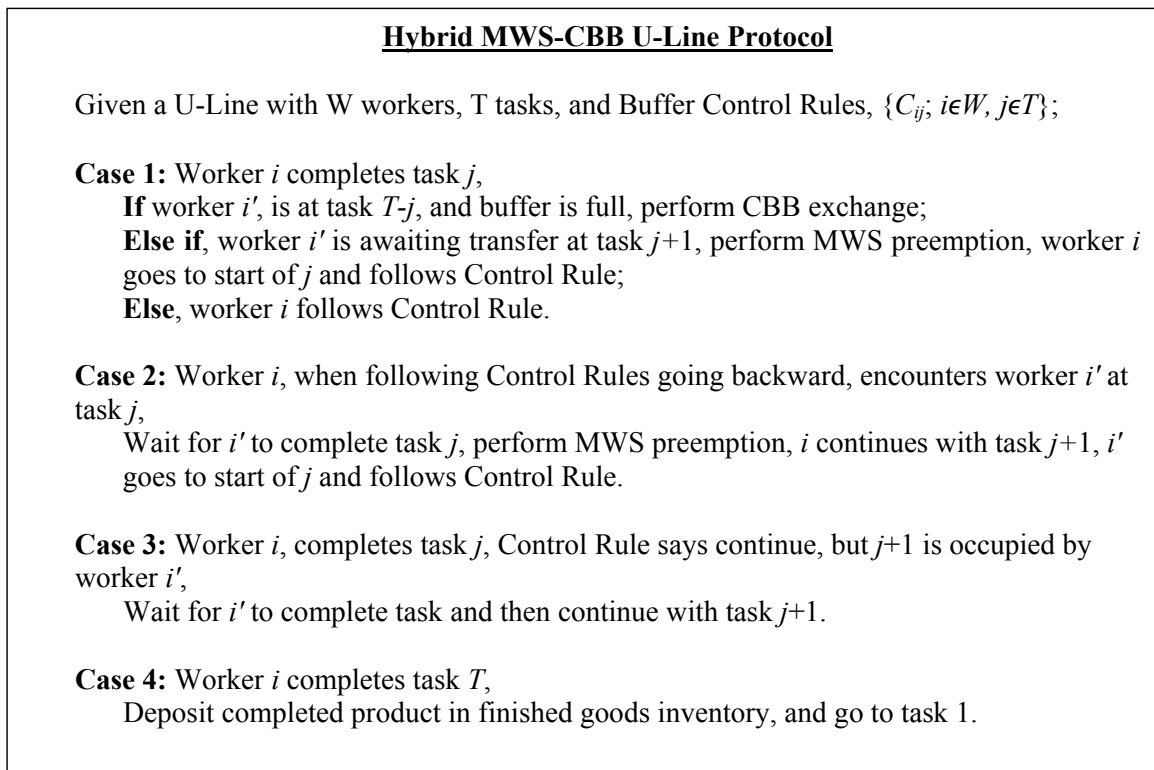 Hybrid MWS-CBB U-Line Protocol
Given a U-Line with W workers, T tasks, and Buffer Control Rules, {Cij; iϵW, jϵT};
Case 1: Worker i completes task j,
If worker i′, is at task T-j, and buffer is full, perform CBB exchange;
Else if, worker i′ is awaiting transfer at task j+1, perform MWS preemption, worker i
goes to start of j and follows Control Rule;
Else, worker i follows Control Rule.
Case 2: Worker i, when following Control Rules going backward, encounters worker i′ at
task j,
Wait for i′ to complete task j, perform MWS preemption, i continues with task j+1, i′
goes to start of j and follows Control Rule.
Case 3: Worker i, completes task j, Control Rule says continue, but j+1 is occupied by
worker i′,
Wait for i′ to complete task and then continue with task j+1.
Case 4: Worker i completes task T,
Deposit completed product in finished goods inventory, and go to task 1.